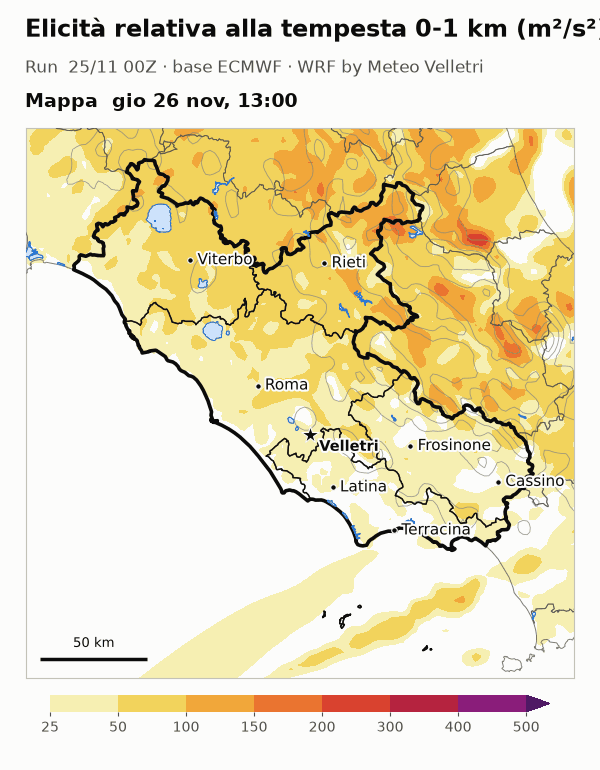 Elicità relativa alla tempesta 0-1 km (m²/s²)
Run 25/11 00Z · base ECMWF · WRF by Meteo Velletri
Mappa gio 26 nov, 13:00
Viterbo
Rieti
Roma
Velletri
Frosinone
Cassino
Latina
Terracina
50 km
25 50 100 150 200 300 400 500